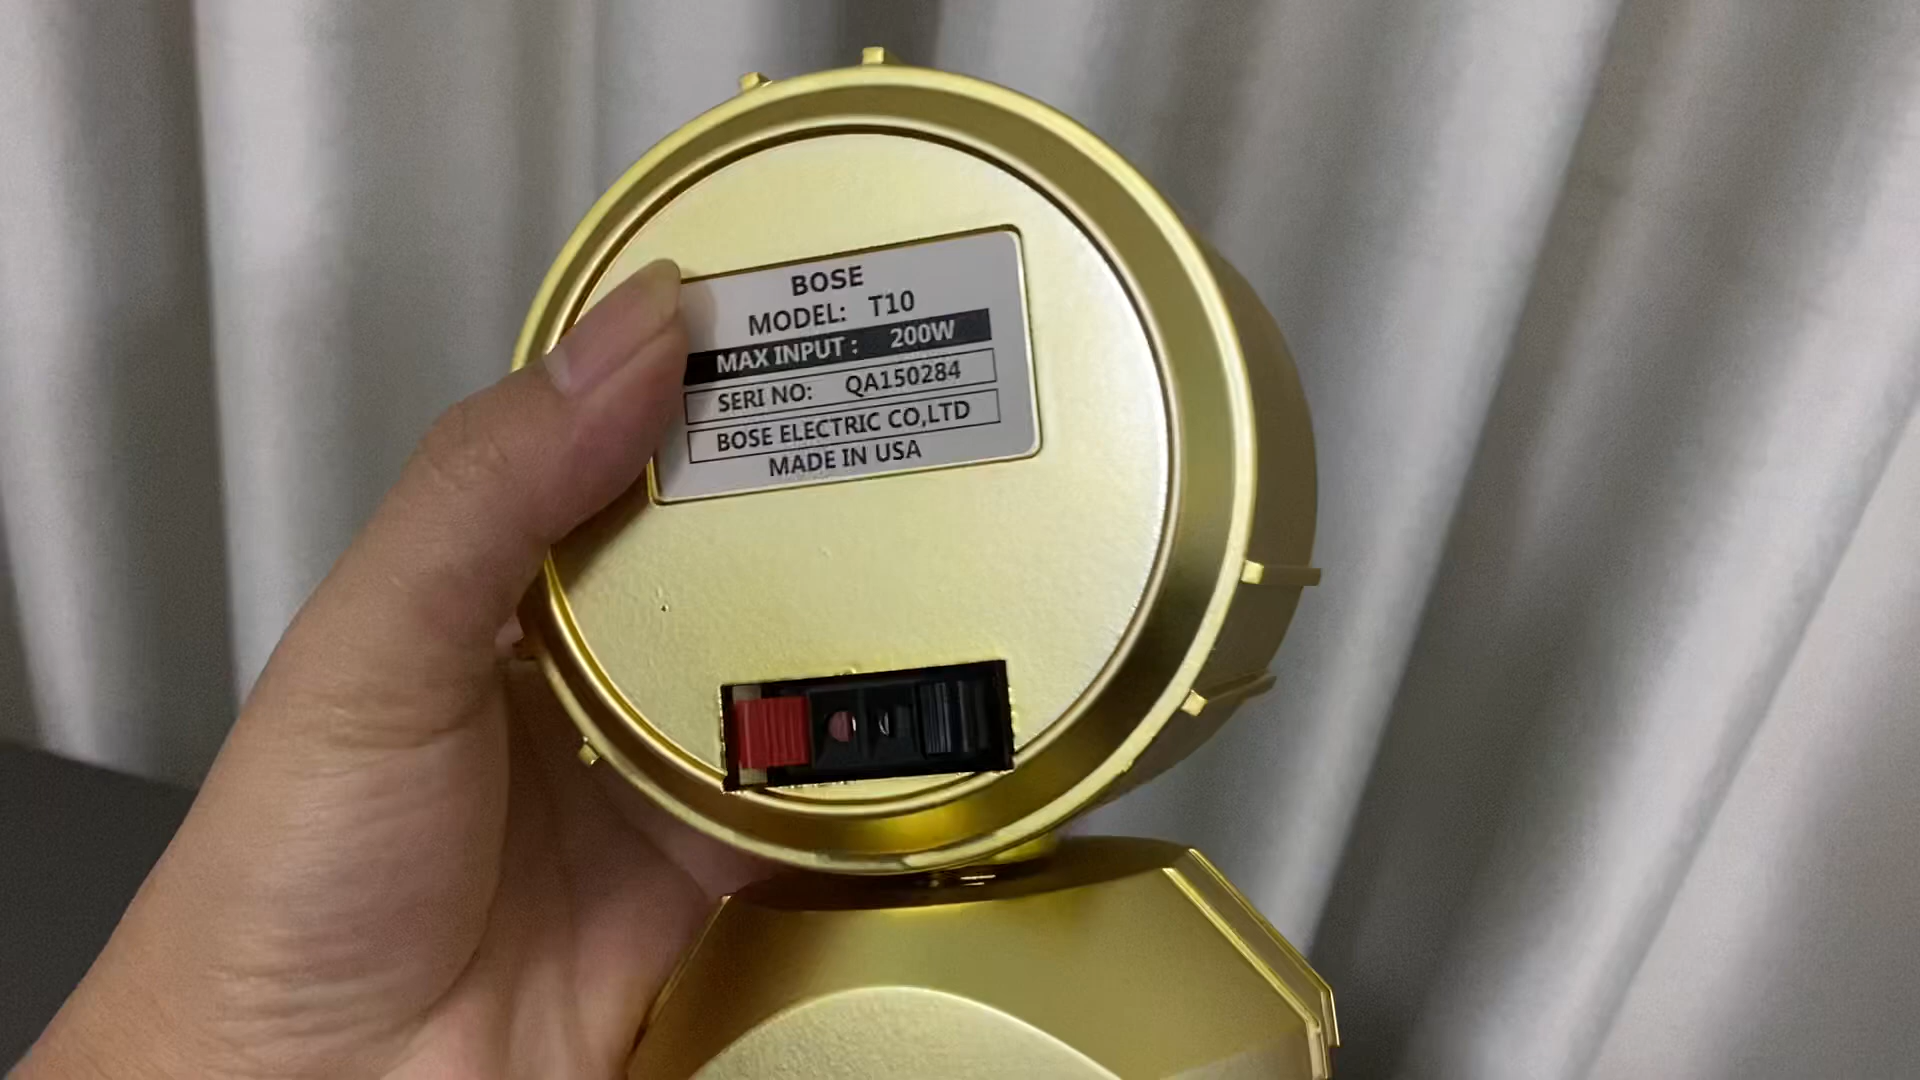 BOSE
MODEL: T10
MAX INPUT : 200W
SERI NO: QA150284
BOSE ELECTRIC CO,LTD
MADE IN USA